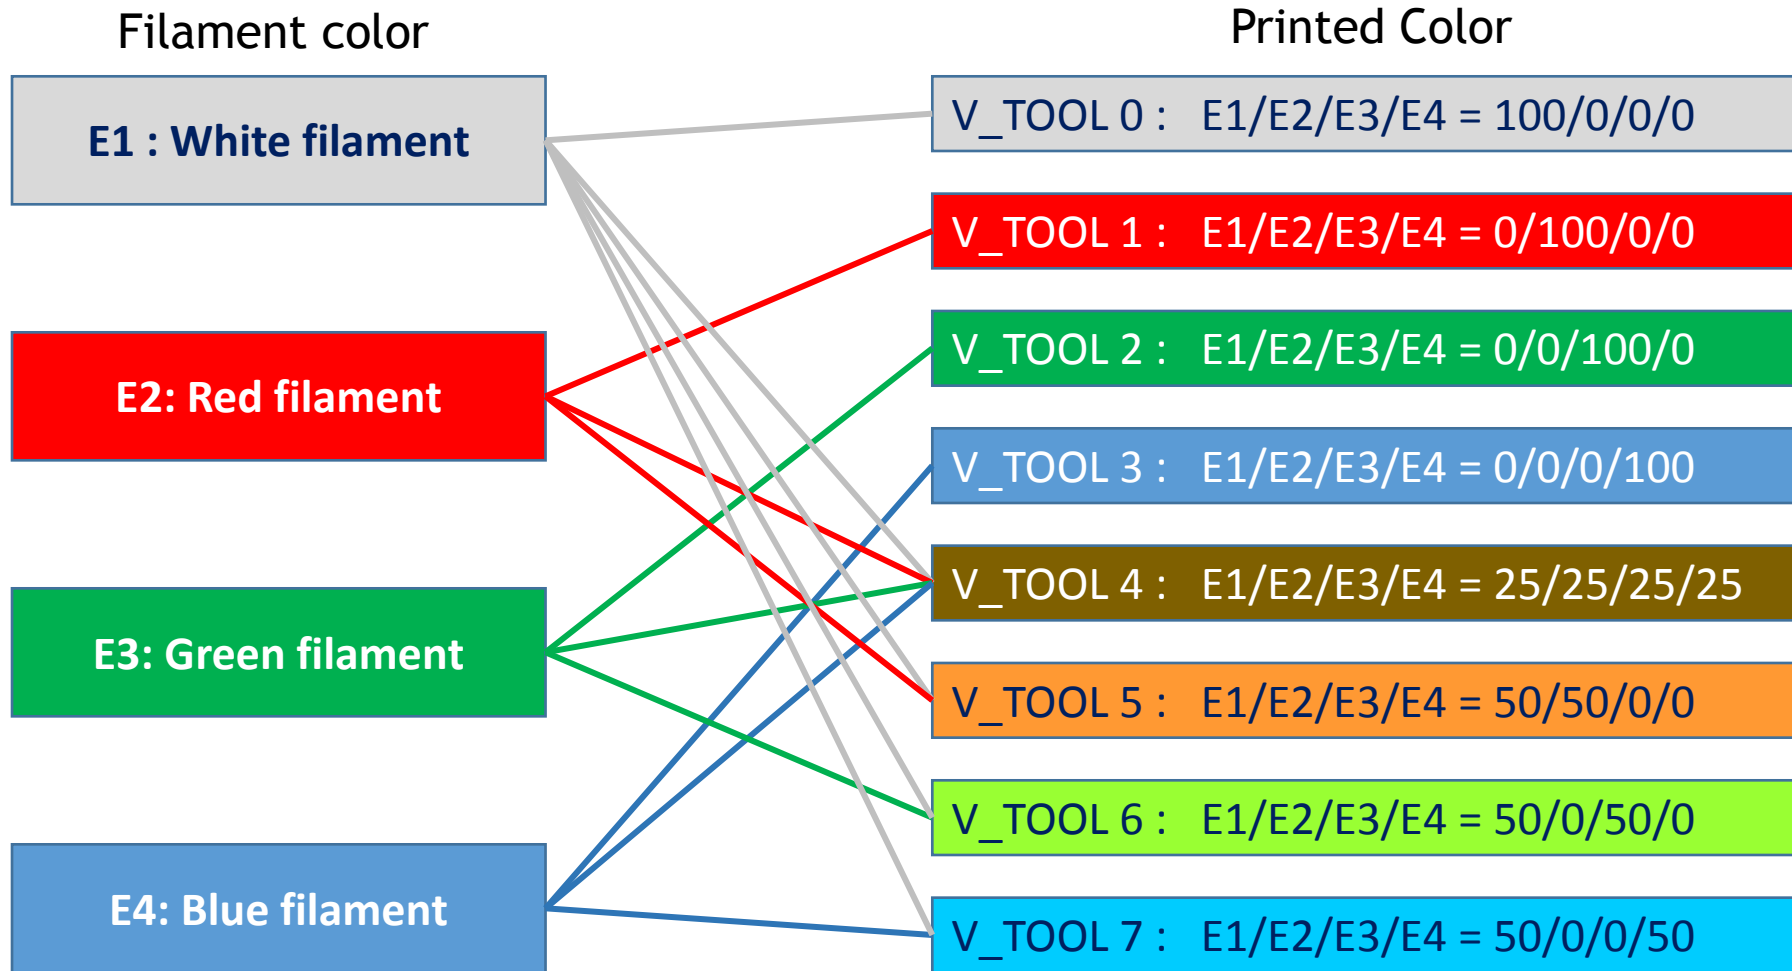 Filament color
E1 : White filament
E2: Red filament
E3: Green filament
E4: Blue filament
Printed Color
V_TOOL 0 : E1/E2/E3/E4 = 100/0/0/0
V_TOOL 1 : E1/E2/E3/E4 = 0/100/0/0
V_TOOL 2 : E1/E2/E3/E4 = 0/0/100/0
V_TOOL 3 : E1/E2/E3/E4 = 0/0/0/100
V_TOOL 4 : E1/E2/E3/E4 = 25/25/25/25
V_TOOL 5 : E1/E2/E3/E4 = 50/50/0/0
V_TOOL 6 : E1/E2/E3/E4 = 50/0/50/0
V_TOOL 7 : E1/E2/E3/E4 = 50/0/0/50